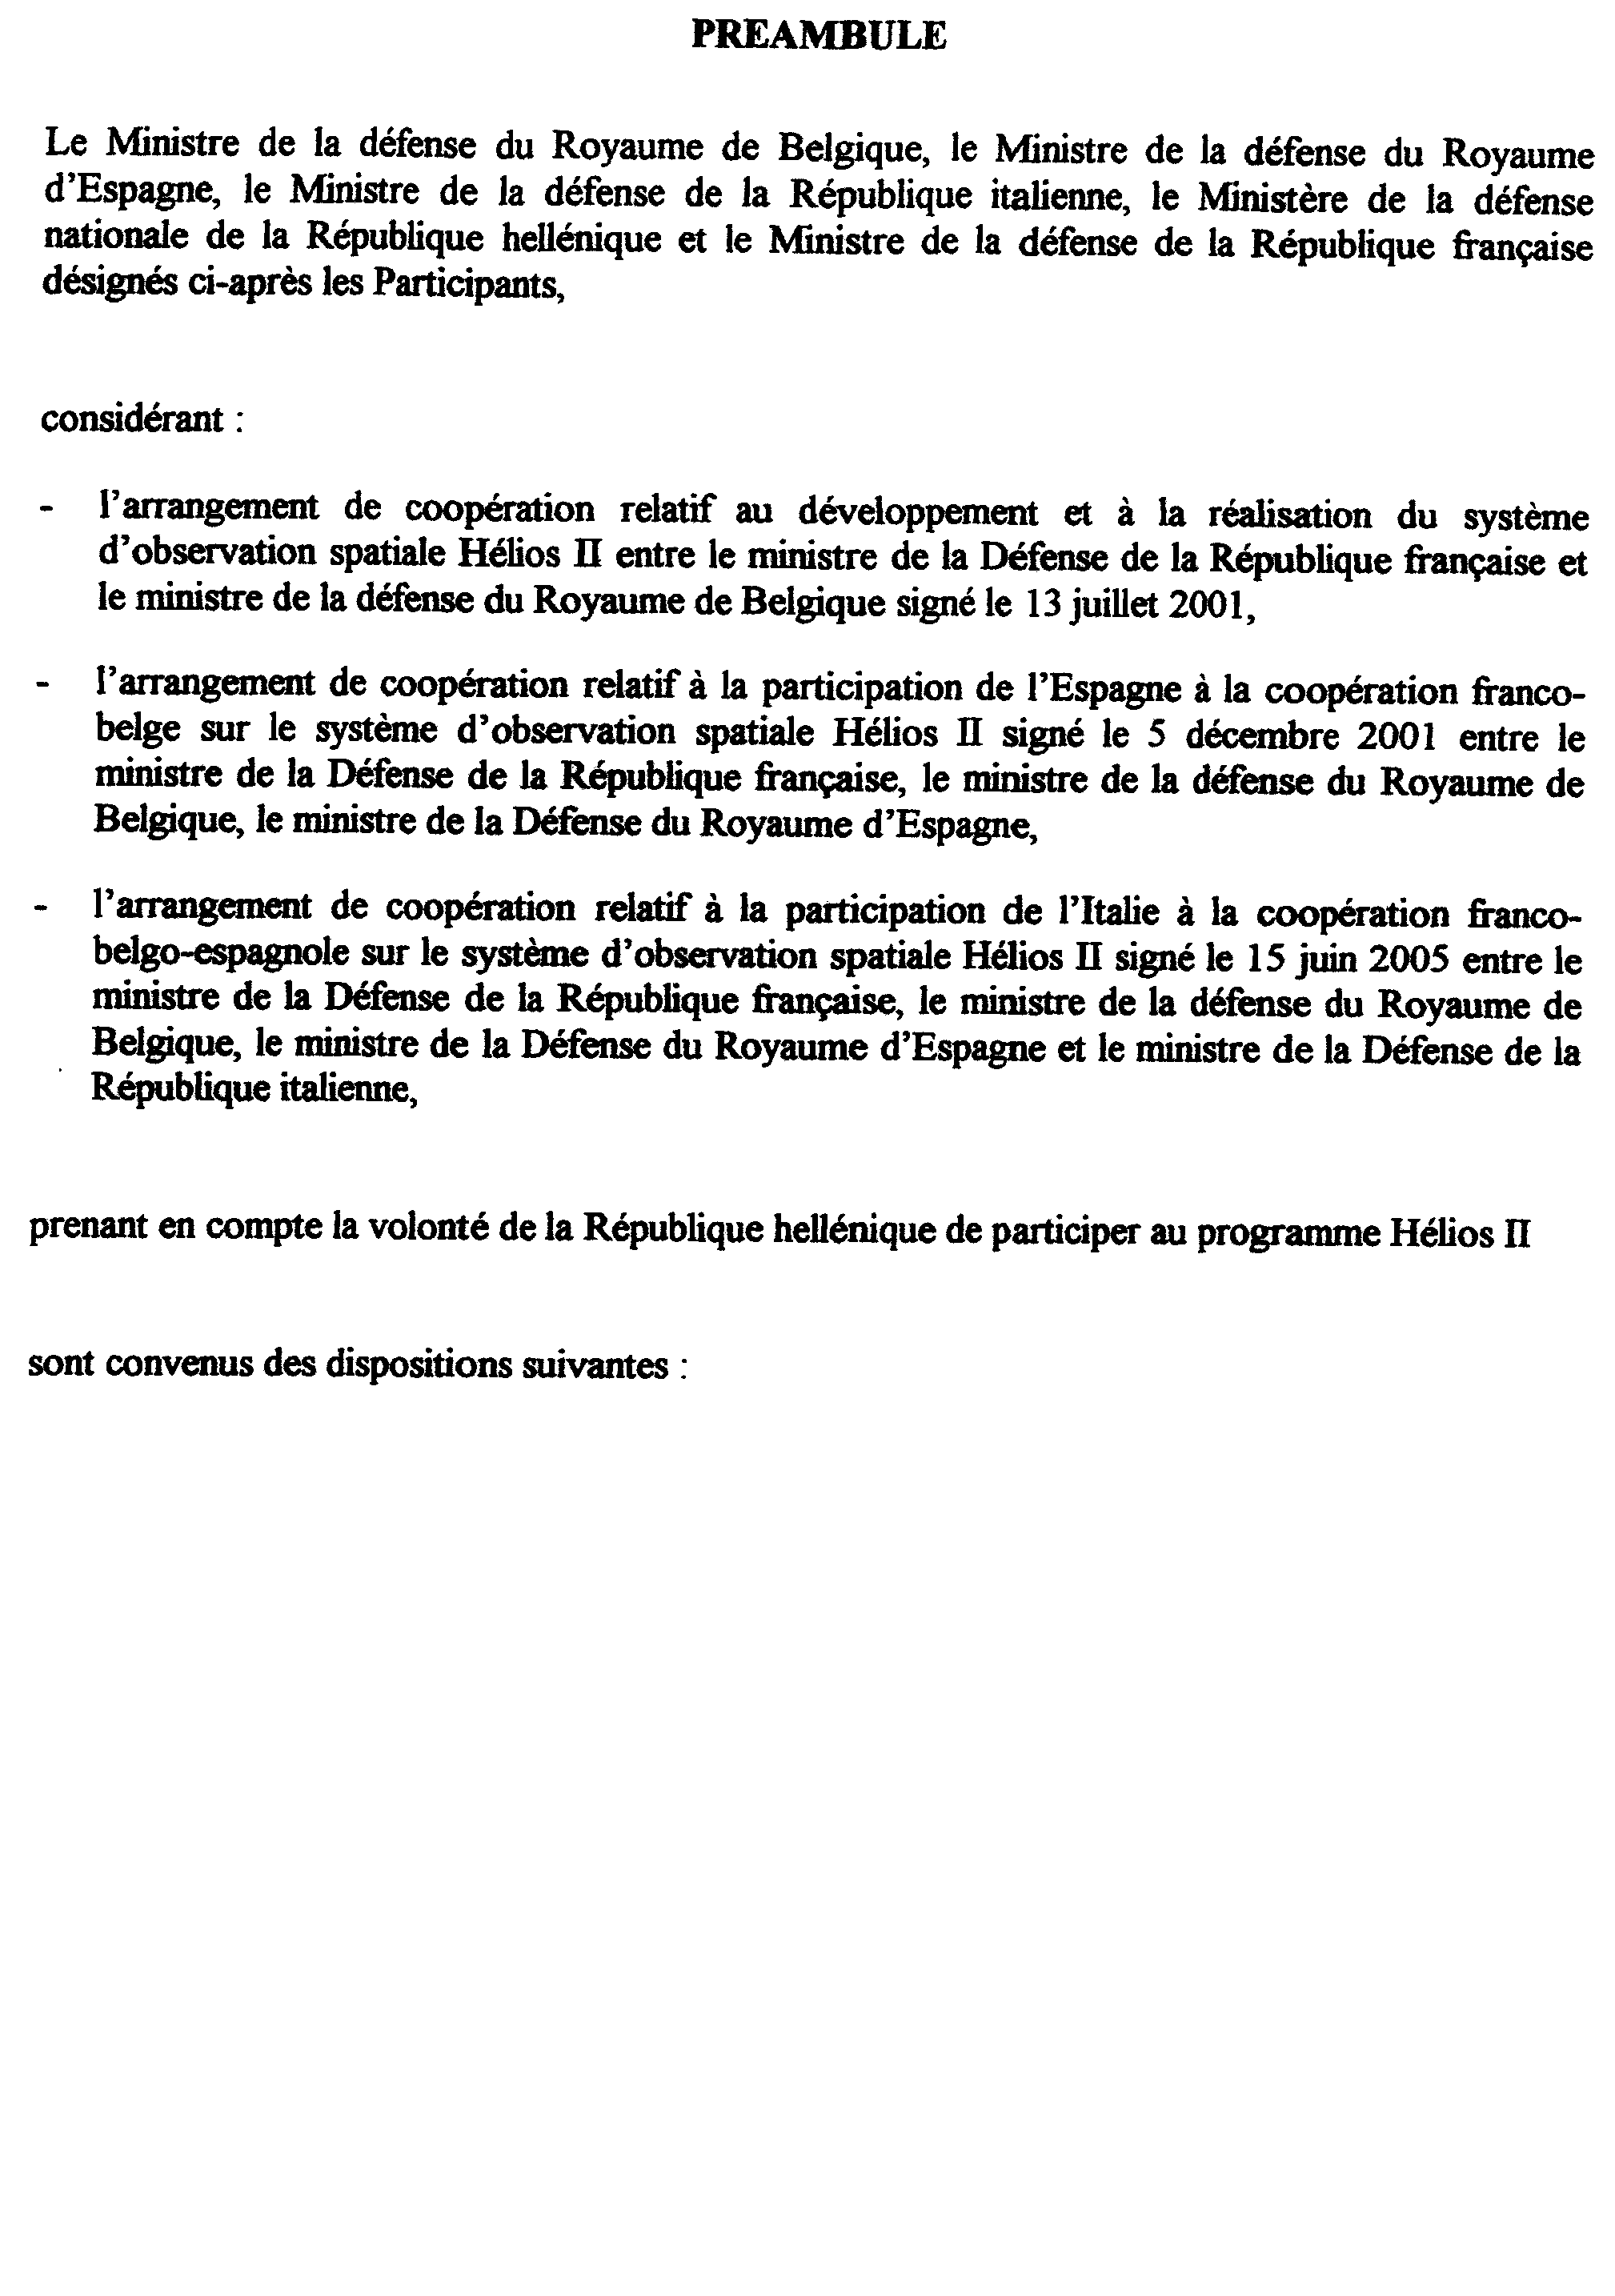 PREAMBULE
Le Ministre de la défense du Royaume de Belgique, le Ministre de la défense du Royaume
d'Espagne, le Ministre de la défense de la République italienne, le Ministère de la défense
nationale de la République hellénique et le Ministre de la défense de la République française
désignés ci-après les Participants,
considérant :
- l'arrangement de coopération relatif au développement et à la réalisation du système
d'observation spatiale Hélios II entre le ministre de la Défense de la République française et
le ministre de la défense du Royaume de Belgique signé le 13 juillet 2001,
- l'arrangement de coopération relatif à la participation de l'Espagne à la coopération franco-
belge sur le système d'observation spatiale Hélios II signé le 5 décembre 2001 entre le
ministre de la Défense de la République française, le ministre de la défense du Royaume de
Belgique, le ministre de la Défense du Royaume d'Espagne,
- l'arrangement de coopération relatif à la participation de l'Italie à la coopération franco-
belgo-espagnole sur le système d'observation spatiale Hélios II signé le 15 juin 2005 entre le
ministre de la Défense de la République française, le ministre de la défense du Royaume de
Belgique, le ministre de la Défense du Royaume d'Espagne et le ministre de la Défense de la
République italienne,
prenant en compte la volonté de la République hellénique de participer au programme Hélios II
sont convenus des dispositions suivantes :